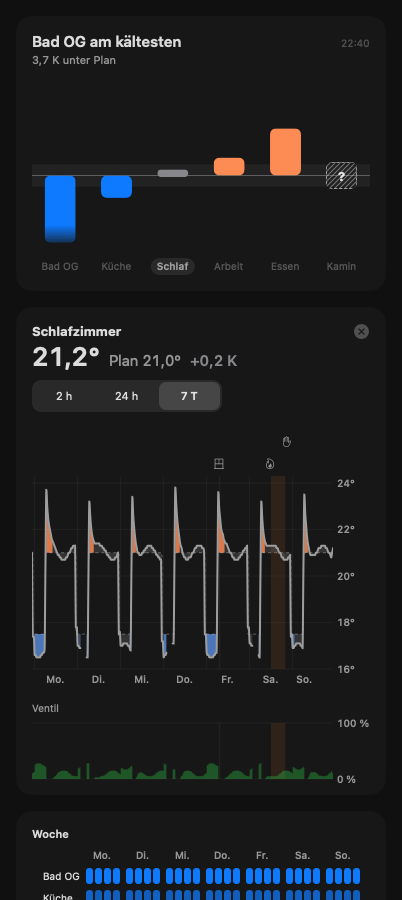 Bad OG am kältesten
22:40
3,7 K unter Plan
?
Bad OG Küche Schlaf Arbeit Essen Kamin
Schlafzimmer
21,2° Plan 21,0° +0,2 K
2 h 24 h 7 T
24°
22°
20°
18°
16°
Mo. Di. Mi. Do. Fr. Sa. So.
Ventil
100 %
0 %
Woche
Mo. Di. Mi. Do. Fr. Sa. So.
Bad OG
Küche